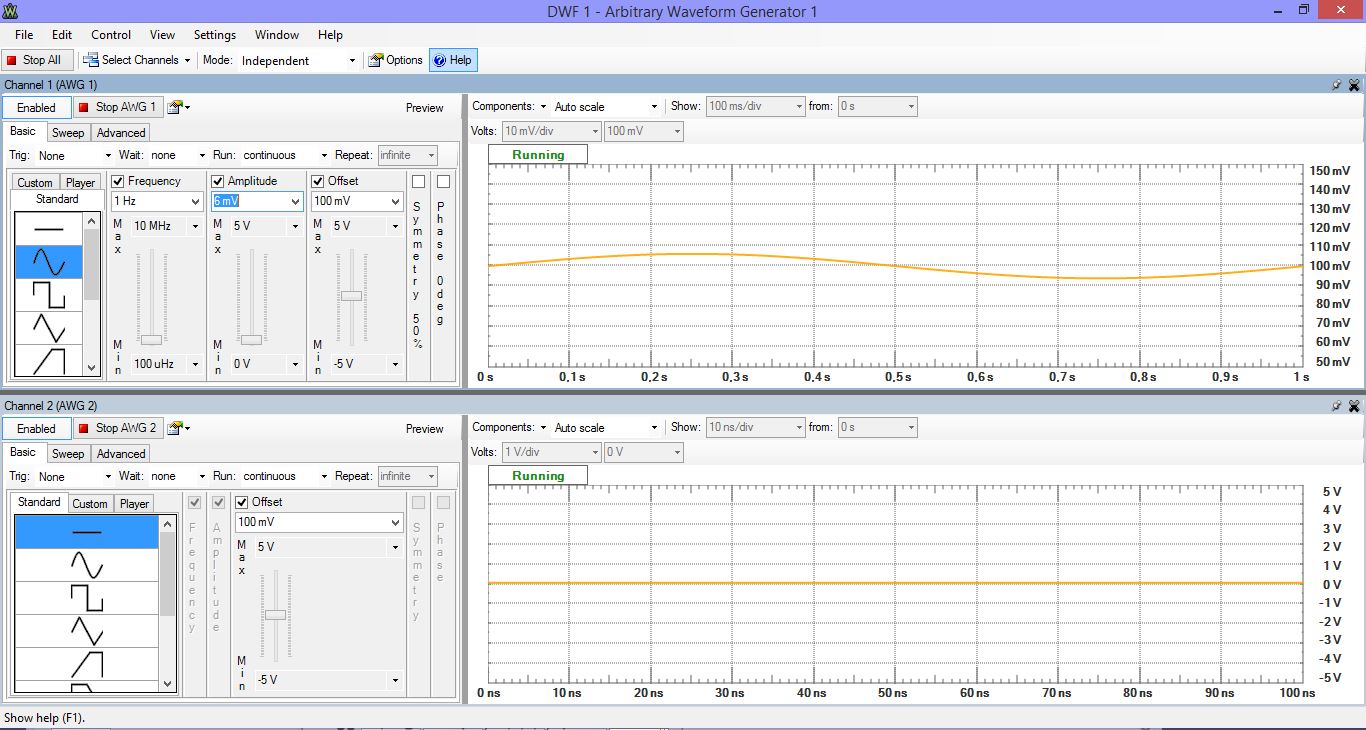 DWF 1 - Arbitrary Waveform Generator 1
File Edit Control View Settings Window Help
Stop All Select Channels Mode: Independent Options Help
Channel 1 (AWG 1)
Enabled Stop AWG 1 Preview
Basic Sweep Advanced
Trig: None Wait: none Run: continuous Repeat: infinite
Custom Player
Standard
Frequency Amplitude Offset
1 Hz 6 mV 100 mV
Max 10 MHz Max 5 V Max 5 V
Min 100 uHz Min 0 V Min -5 V
Symmetry 50%
Phase 0 deg
Components: Auto scale Show: 100 ms/div from: 0 s
Volts: 10 mV/div 100 mV
Running
150 mV
140 mV
130 mV
120 mV
110 mV
100 mV
90 mV
80 mV
70 mV
60 mV
50 mV
0 s 0,1 s 0,2 s 0,3 s 0,4 s 0,5 s 0,6 s 0,7 s 0,8 s 0,9 s 1 s
Channel 2 (AWG 2)
Enabled Stop AWG 2 Preview
Basic Sweep Advanced
Trig: None Wait: none Run: continuous Repeat: infinite
Standard Custom Player
Frequency
Amplitude
Offset
100 mV
Max 5 V
Min -5 V
Symmetry
Phase
Components: Auto scale Show: 10 ns/div from: 0 s
Volts: 1 V/div 0 V
Running
5 V
4 V
3 V
2 V
1 V
0 V
-1 V
-2 V
-3 V
-4 V
-5 V
0 ns 10 ns 20 ns 30 ns 40 ns 50 ns 60 ns 70 ns 80 ns 90 ns 100 ns
Show help (F1).